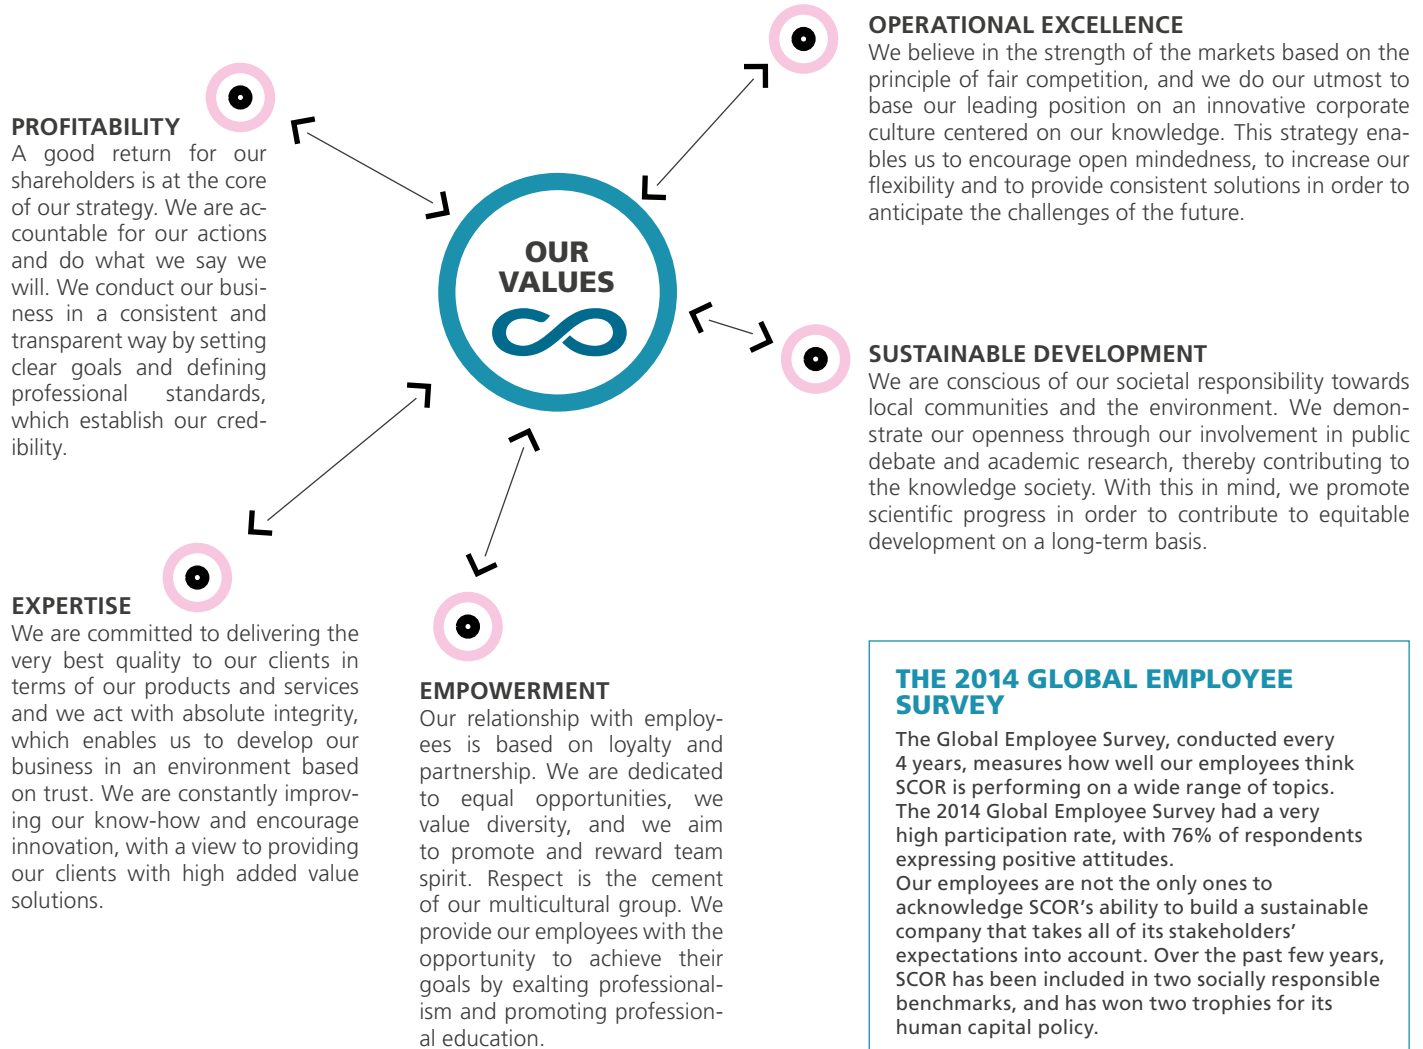 OPERATIONAL EXCELLENCE
We believe in the strength of the markets based on the
principle of fair competition, and we do our utmost to
base our leading position on an innovative corporate
culture centered on our knowledge. This strategy ena-
bles us to encourage open mindedness, to increase our
flexibility and to provide consistent solutions in order to
anticipate the challenges of the future.
PROFITABILITY
A good return for our
shareholders is at the core
of our strategy. We are ac-
countable for our actions
and do what we say we
will. We conduct our busi-
ness in a consistent and
transparent way by setting
clear goals and defining
professional standards,
which establish our cred-
ibility.
OUR
VALUES
SUSTAINABLE DEVELOPMENT
We are conscious of our societal responsibility towards
local communities and the environment. We demon-
strate our openness through our involvement in public
debate and academic research, thereby contributing to
the knowledge society. With this in mind, we promote
scientific progress in order to contribute to equitable
development on a long-term basis.
EXPERTISE
We are committed to delivering the
very best quality to our clients in
terms of our products and services
and we act with absolute integrity,
which enables us to develop our
business in an environment based
on trust. We are constantly improv-
ing our know-how and encourage
innovation, with a view to providing
our clients with high added value
solutions.
EMPOWERMENT
Our relationship with employ-
ees is based on loyalty and
partnership. We are dedicated
to equal opportunities, we
value diversity, and we aim
to promote and reward team
spirit. Respect is the cement
of our multicultural group. We
provide our employees with the
opportunity to achieve their
goals by exalting professional-
ism and promoting profession-
al education.
THE 2014 GLOBAL EMPLOYEE
SURVEY
The Global Employee Survey, conducted every
4 years, measures how well our employees think
SCOR is performing on a wide range of topics.
The 2014 Global Employee Survey had a very
high participation rate, with 76% of respondents
expressing positive attitudes.
Our employees are not the only ones to
acknowledge SCOR’s ability to build a sustainable
company that takes all of its stakeholders’
expectations into account. Over the past few years,
SCOR has been included in two socially responsible
benchmarks, and has won two trophies for its
human capital policy.